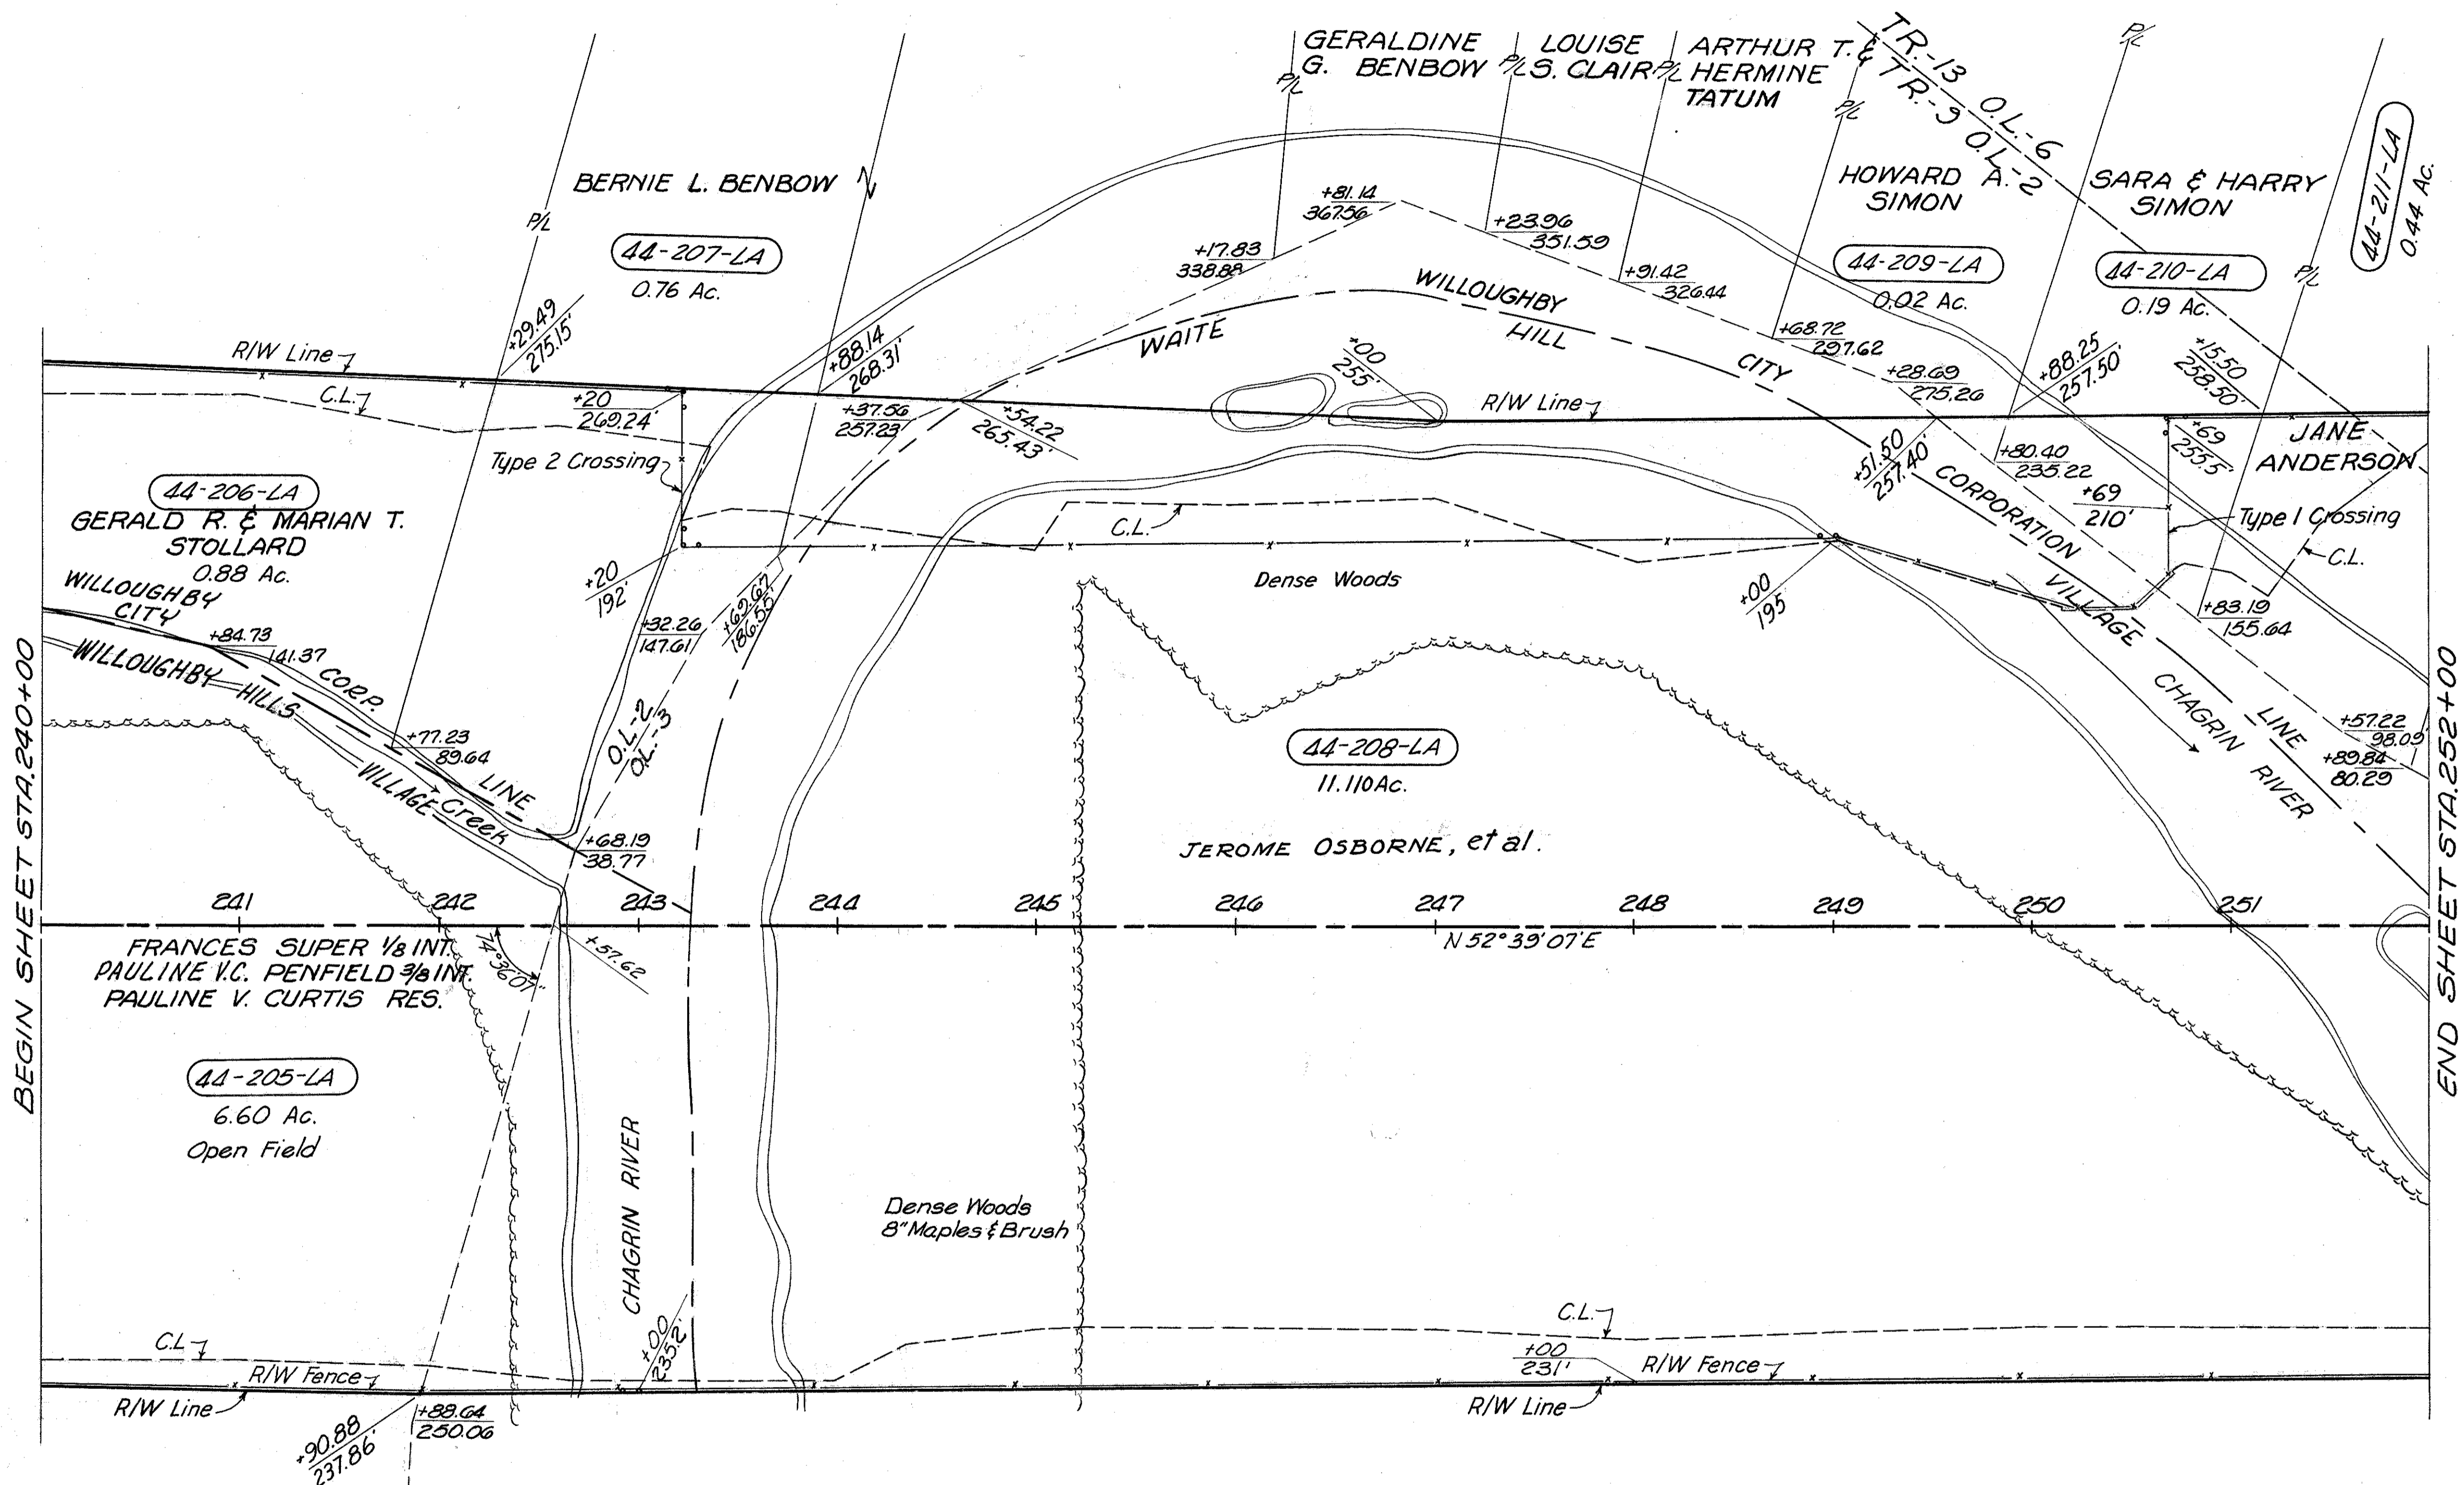 GERALDINE
G. BENBOW
LOUISE
S. CLAIR
ARTHUR T. &
HERMINE
TATUM
TR.-13 O.L.-6
TR.-9 O.L.-2
P/L
P/L
P/L
P/L
P/L
P/L
P/L
BERNIE L. BENBOW
44-207-LA
0.76 Ac.
HOWARD A.
SIMON
44-209-LA
0.02 Ac.
SARA & HARRY
SIMON
44-210-LA
0.19 Ac.
44-211-LA
0.44 Ac.
+81.14
367.56
+17.83
338.88
+23.96
351.59
+91.42
326.44
+68.72
297.62
+28.69
275.26
+88.25
257.50'
+15.50
258.50'
+29.49
275.15'
+88.14
268.31'
R/W Line
C.L.
+20
269.24'
+37.56
257.23'
+54.22
265.43'
+00
255'
R/W Line
WAITE HILL
WILLOUGHBY CITY
CORPORATION
VILLAGE
LINE
+51.50
257.40'
+80.40
235.22
+69
255.5'
+69
210'
JANE
ANDERSON
Type 1 Crossing
C.L.
Type 2 Crossing
44-206-LA
GERALD R. & MARIAN T.
STOLLARD
0.88 Ac.
WILLOUGHBY
CITY
CORP.
LINE
WILLOUGHBY HILLS
VILLAGE
Creek
+84.73
141.37
+77.23
89.64
+68.19
38.77
+20
192'
+32.26
147.61
+69.67
186.55'
O.L.-2
O.L.-3
C.L.
Dense Woods
+00
195'
+83.19
155.64
+57.22
98.09'
+89.84
80.29
CHAGRIN RIVER
44-208-LA
11.110 Ac.
JEROME OSBORNE, et al.
BEGIN SHEET STA. 240+00
END SHEET STA. 252+00
241 242 243 244 245 246 247 248 249 250 251
N 52° 39' 07" E
FRANCES SUPER 1/8 INT.
PAULINE V.C. PENFIELD 3/8 INT.
PAULINE V. CURTIS RES.
74°36'07"
+57.62
44-205-LA
6.60 Ac.
Open Field
CHAGRIN RIVER
Dense Woods
8" Maples & Brush
C.L.
R/W Fence
R/W Line
+90.88
237.86'
+88.64
250.06
+00
235.2'
C.L.
+00
231'
R/W Fence
R/W Line